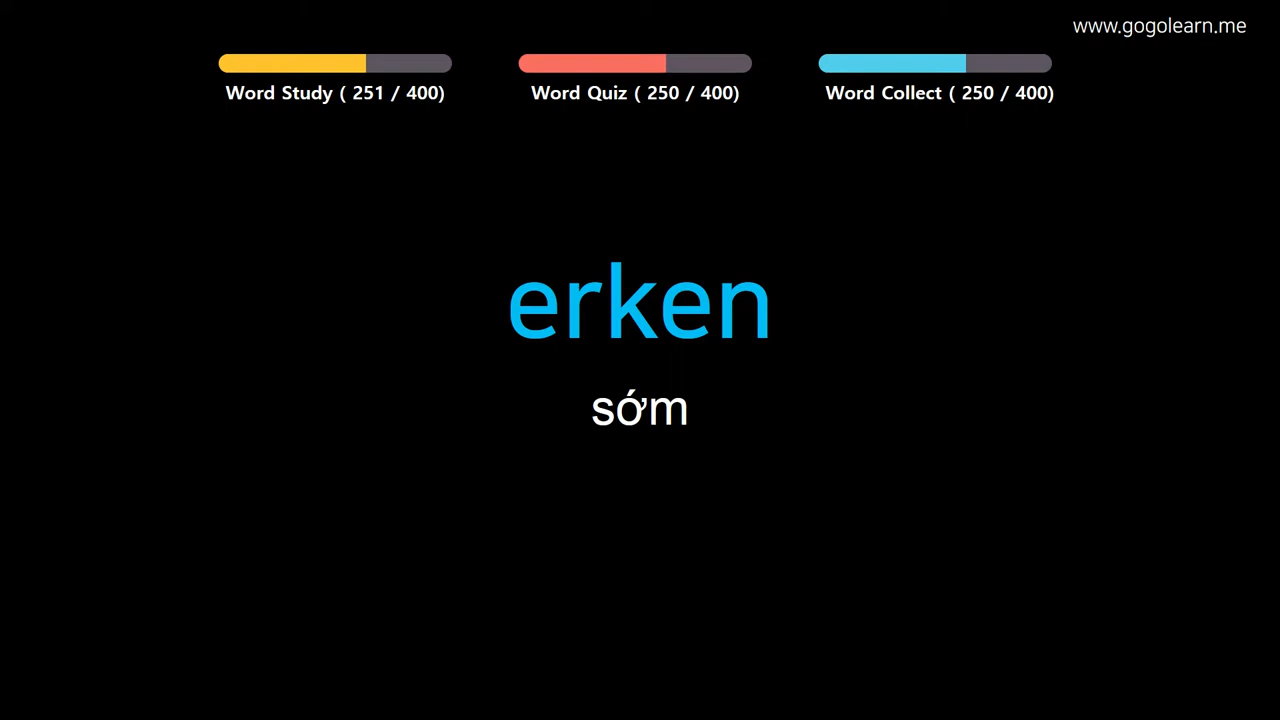 www.gogolearn.me
Word Study ( 251 / 400)
Word Quiz ( 250 / 400)
Word Collect ( 250 / 400)
erken
sớm